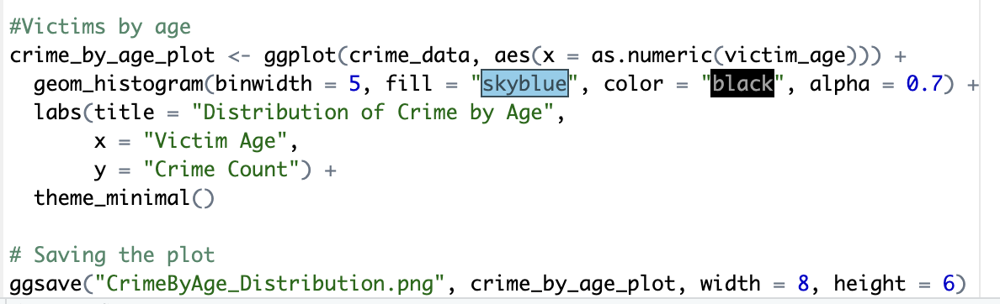 #Victims by age
crime_by_age_plot <- ggplot(crime_data, aes(x = as.numeric(victim_age))) +
  geom_histogram(binwidth = 5, fill = "skyblue", color = "black", alpha = 0.7) +
  labs(title = "Distribution of Crime by Age",
       x = "Victim Age",
       y = "Crime Count") +
  theme_minimal()

# Saving the plot
ggsave("CrimeByAge_Distribution.png", crime_by_age_plot, width = 8, height = 6)